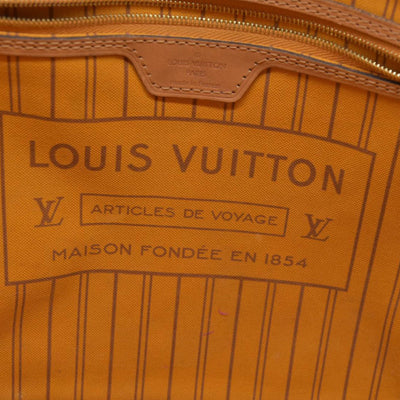 LOUIS VUITTON
PARIS
LOUIS VUITTON
LV
ARTICLES DE VOYAGE
LV
MAISON FONDÉE EN 1854